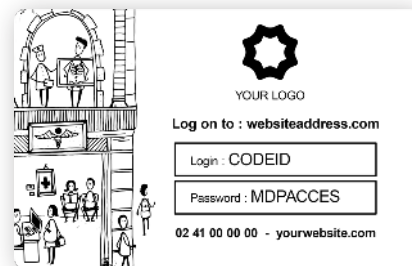 YOUR LOGO
Log on to : websiteaddress.com
Login : CODEID
Password : MDPACCES
02 41 00 00 00 - yourwebsite.com